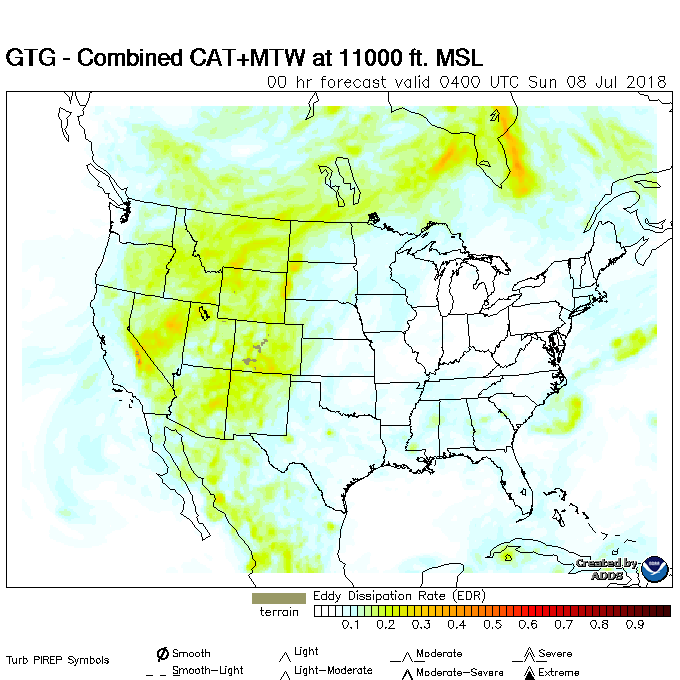 GTG - Combined CAT+MTW at 11000 ft. MSL
00 hr forecast valid 0400 UTC Sun 08 Jul 2018
Created by
ADDS
terrain
Eddy Dissipation Rate (EDR)
0.1 0.2 0.3 0.4 0.5 0.6 0.7 0.8 0.9
Turb PIREP Symbols
Smooth
Smooth-Light
Light
Light-Moderate
Moderate
Moderate-Severe
Severe
Extreme